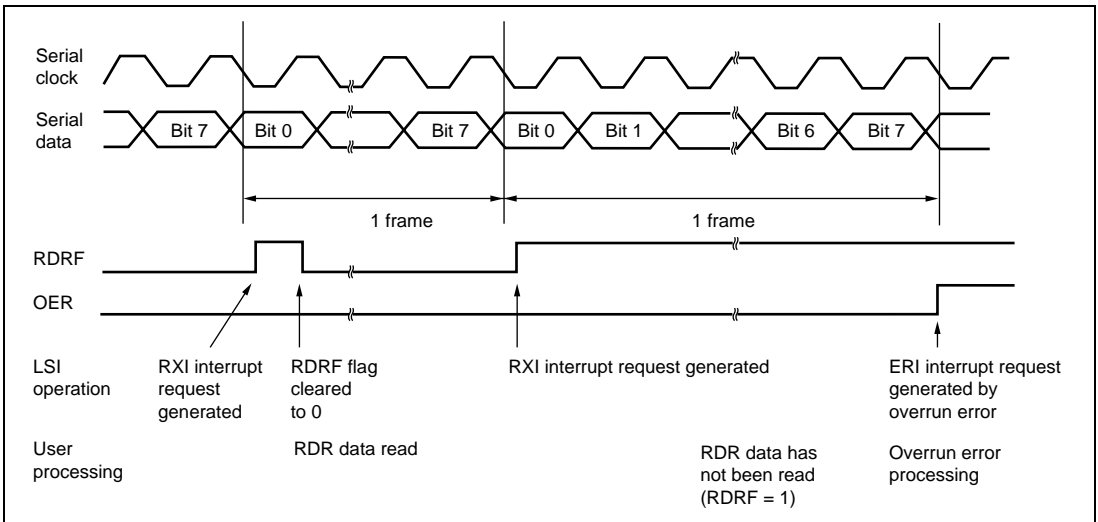 Serial
clock
Serial
data
Bit 7
Bit 0
Bit 7
Bit 0
Bit 1
Bit 6
Bit 7
1 frame
1 frame
RDRF
OER
LSI
operation
RXI interrupt
request
generated
RDRF flag
cleared
to 0
RXI interrupt request generated
ERI interrupt request
generated by
overrun error
User
processing
RDR data read
RDR data has
not been read
(RDRF = 1)
Overrun error
processing